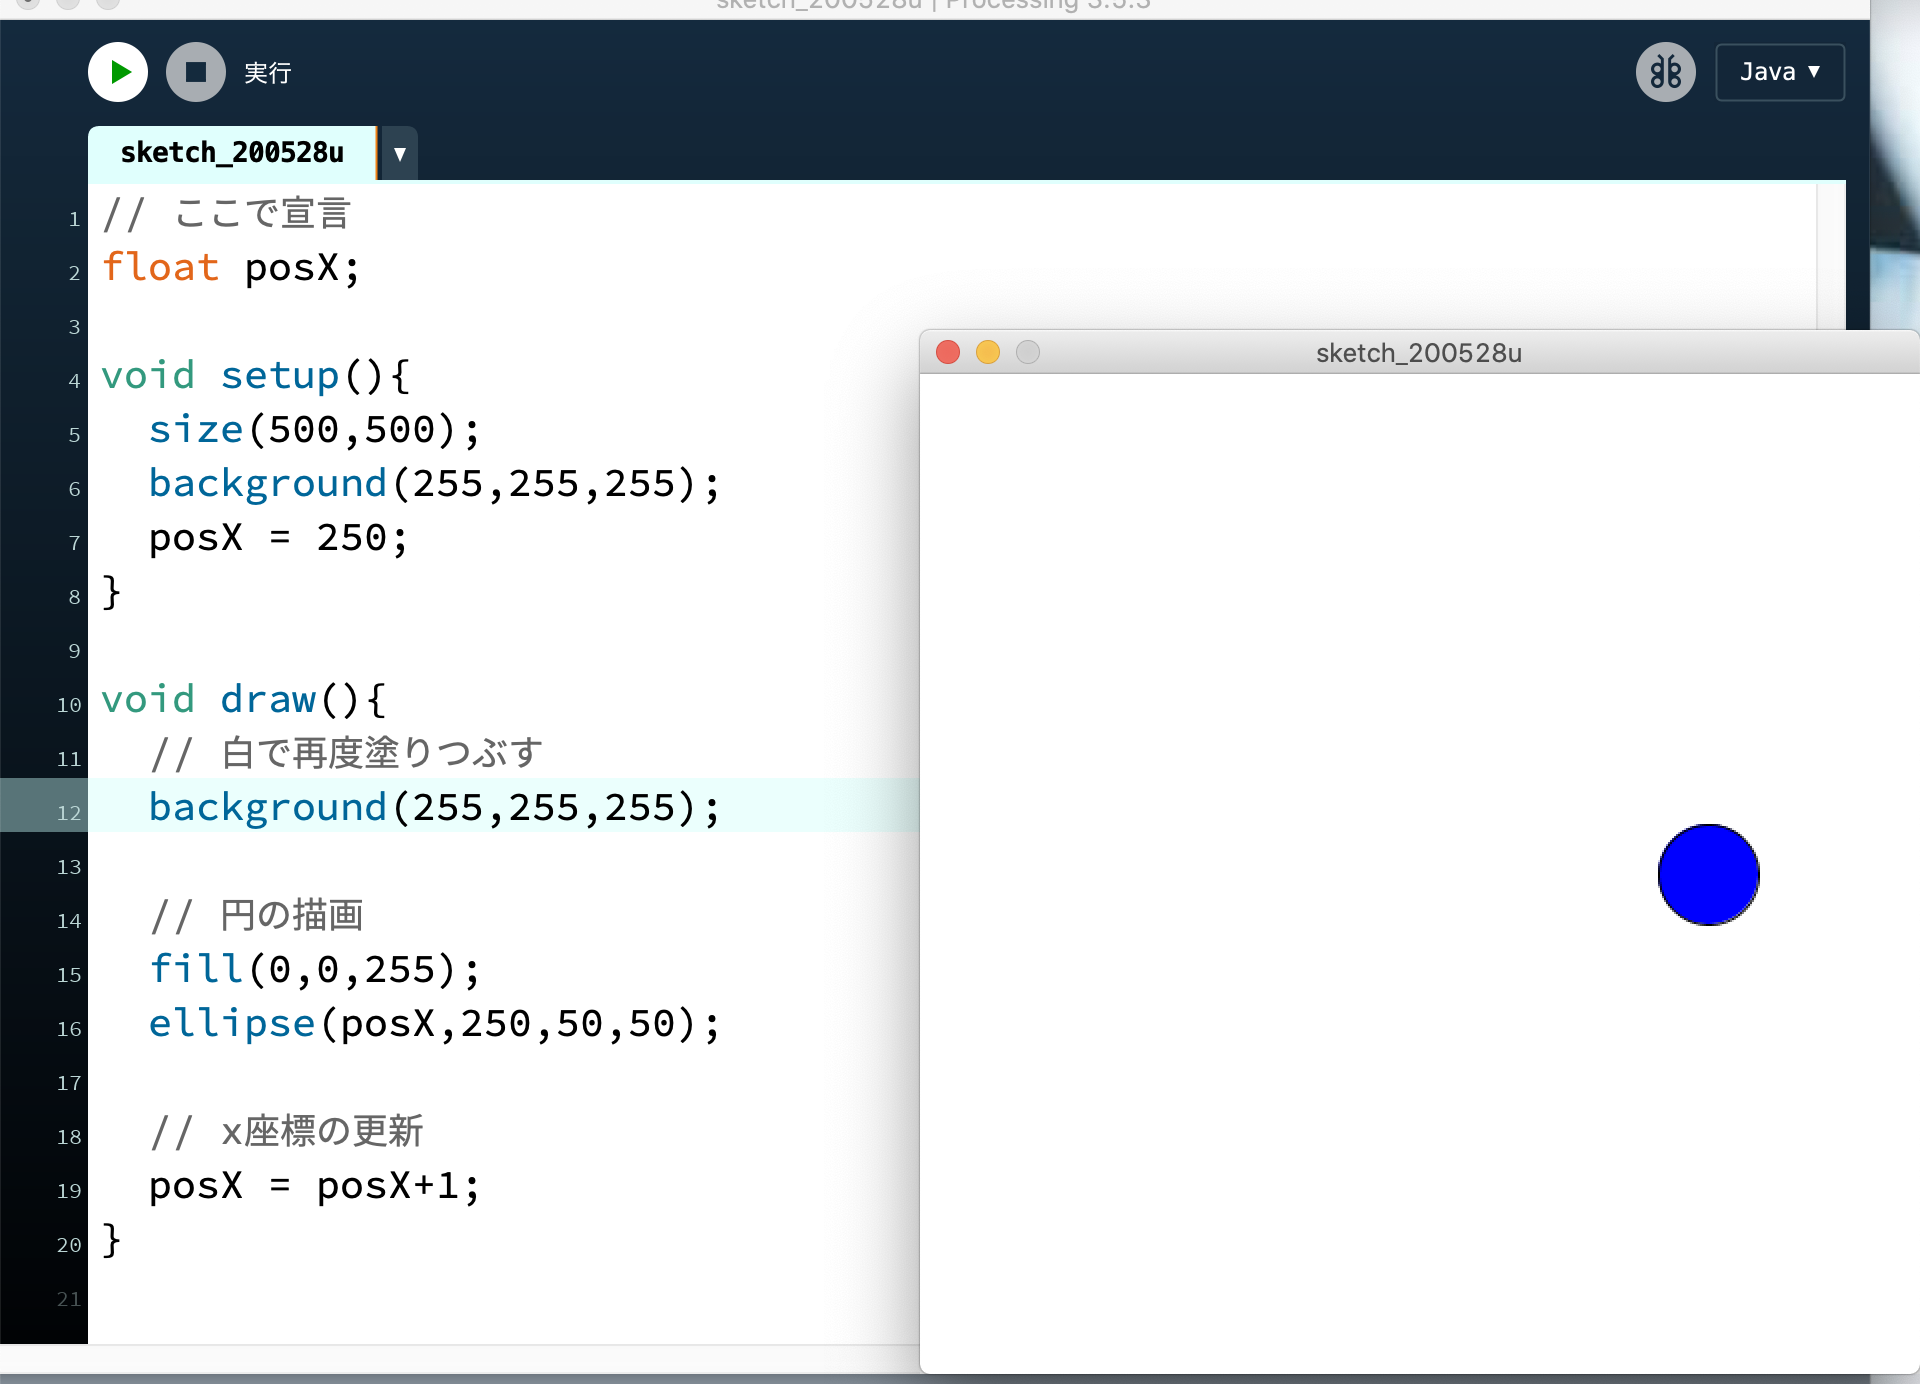 sketch_200528u | Processing 3.5.3
実行
Java ▼
sketch_200528u ▼
1 // ここで宣言
2 float posX;
3
4 void setup(){
5 size(500,500);
6 background(255,255,255);
7 posX = 250;
8 }
9
10 void draw(){
11 // 白で再度塗りつぶす
12 background(255,255,255);
13
14 // 円の描画
15 fill(0,0,255);
16 ellipse(posX,250,50,50);
17
18 // x座標の更新
19 posX = posX+1;
20 }
21
sketch_200528u